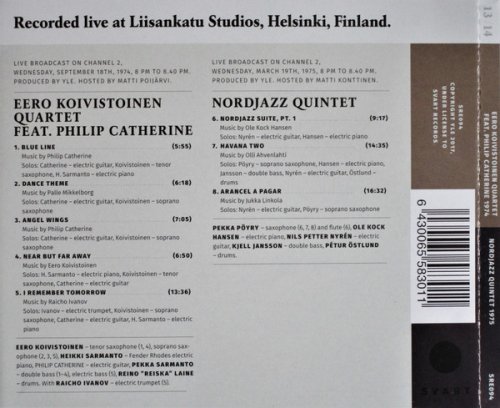 Recorded live at Liisankatu Studios, Helsinki, Finland.
LIVE BROADCAST ON CHANNEL 2,
WEDNESDAY, SEPTEMBER 18TH, 1974, 8 PM TO 8.40 PM.
PRODUCED BY YLE. HOSTED BY MATTI POIJÄRVI.
EERO KOIVISTOINEN
QUARTET
FEAT. PHILIP CATHERINE
1. BLUE LINE (5:55)
Music by Philip Catherine
Solos: Catherine – electric guitar, Koivistoinen – tenor
saxophone, H. Sarmanto – electric piano
2. DANCE THEME (6:18)
Music by Palle Mikkelborg
Solos: Catherine – electric guitar, Koivistoinen – soprano
saxophone
3. ANGEL WINGS (7:05)
Music by Philip Catherine
Solos: Catherine – electric guitar, Koivistoinen – soprano
saxophone
4. NEAR BUT FAR AWAY (6:50)
Music by Eero Koivistoinen
Solos: H. Sarmanto – electric piano, Koivistoinen – tenor
saxophone, Catherine – electric guitar
5. I REMEMBER TOMORROW (13:36)
Music by Raicho Ivanov
Solos: Ivanov – electric trumpet, Koivistoinen – soprano
saxophone, Catherine – electric guitar, H. Sarmanto – electric
piano
EERO KOIVISTOINEN – tenor saxophone (1, 4), soprano sax-
ophone (2, 3, 5), HEIKKI SARMANTO – Fender Rhodes electric
piano, PHILIP CATHERINE – electric guitar, PEKKA SARMANTO
– double bass (1–4), electric bass (5), REINO "REISKA" LAINE
– drums. With RAICHO IVANOV – electric trumpet (5).
LIVE BROADCAST ON CHANNEL 2,
WEDNESDAY, MARCH 19TH, 1975, 8 PM TO 8.40 PM.
PRODUCED BY YLE. HOSTED BY MATTI KONTTINEN.
NORDJAZZ QUINTET
6. NORDJAZZ SUITE, PT. 1 (9:17)
Music by Ole Kock Hansen
Solos: Nyrén – electric guitar, Hansen – electric piano
7. HAVANA TWO (14:35)
Music by Olli Ahvenlahti
Solos: Pöyry – soprano saxophone, Hansen – electric piano,
Jansson – double bass, Nyrén – electric guitar, Östlund –
drums
8. ARANCEL A PAGAR (16:32)
Music by Jukka Linkola
Solos: Nyrén – electric guitar, Pöyry – soprano saxophone
PEKKA PÖYRY – saxophone (6, 7, 8) and flute (6), OLE KOCK
HANSEN – electric piano, NILS PETTER NYRÉN – electric
guitar, KJELL JANSSON – double bass, PÉTUR ÖSTLUND
– drums.
SRE094
COPYRIGHT YLE 2017,
UNDER LICENSE TO
SVART RECORDS
6 430065 583011
SVART
13 14
EERO KOIVISTOINEN QUARTET
FEAT. PHILIP CATHERINE 1974
NORDJAZZ QUINTET 1975
SRE094